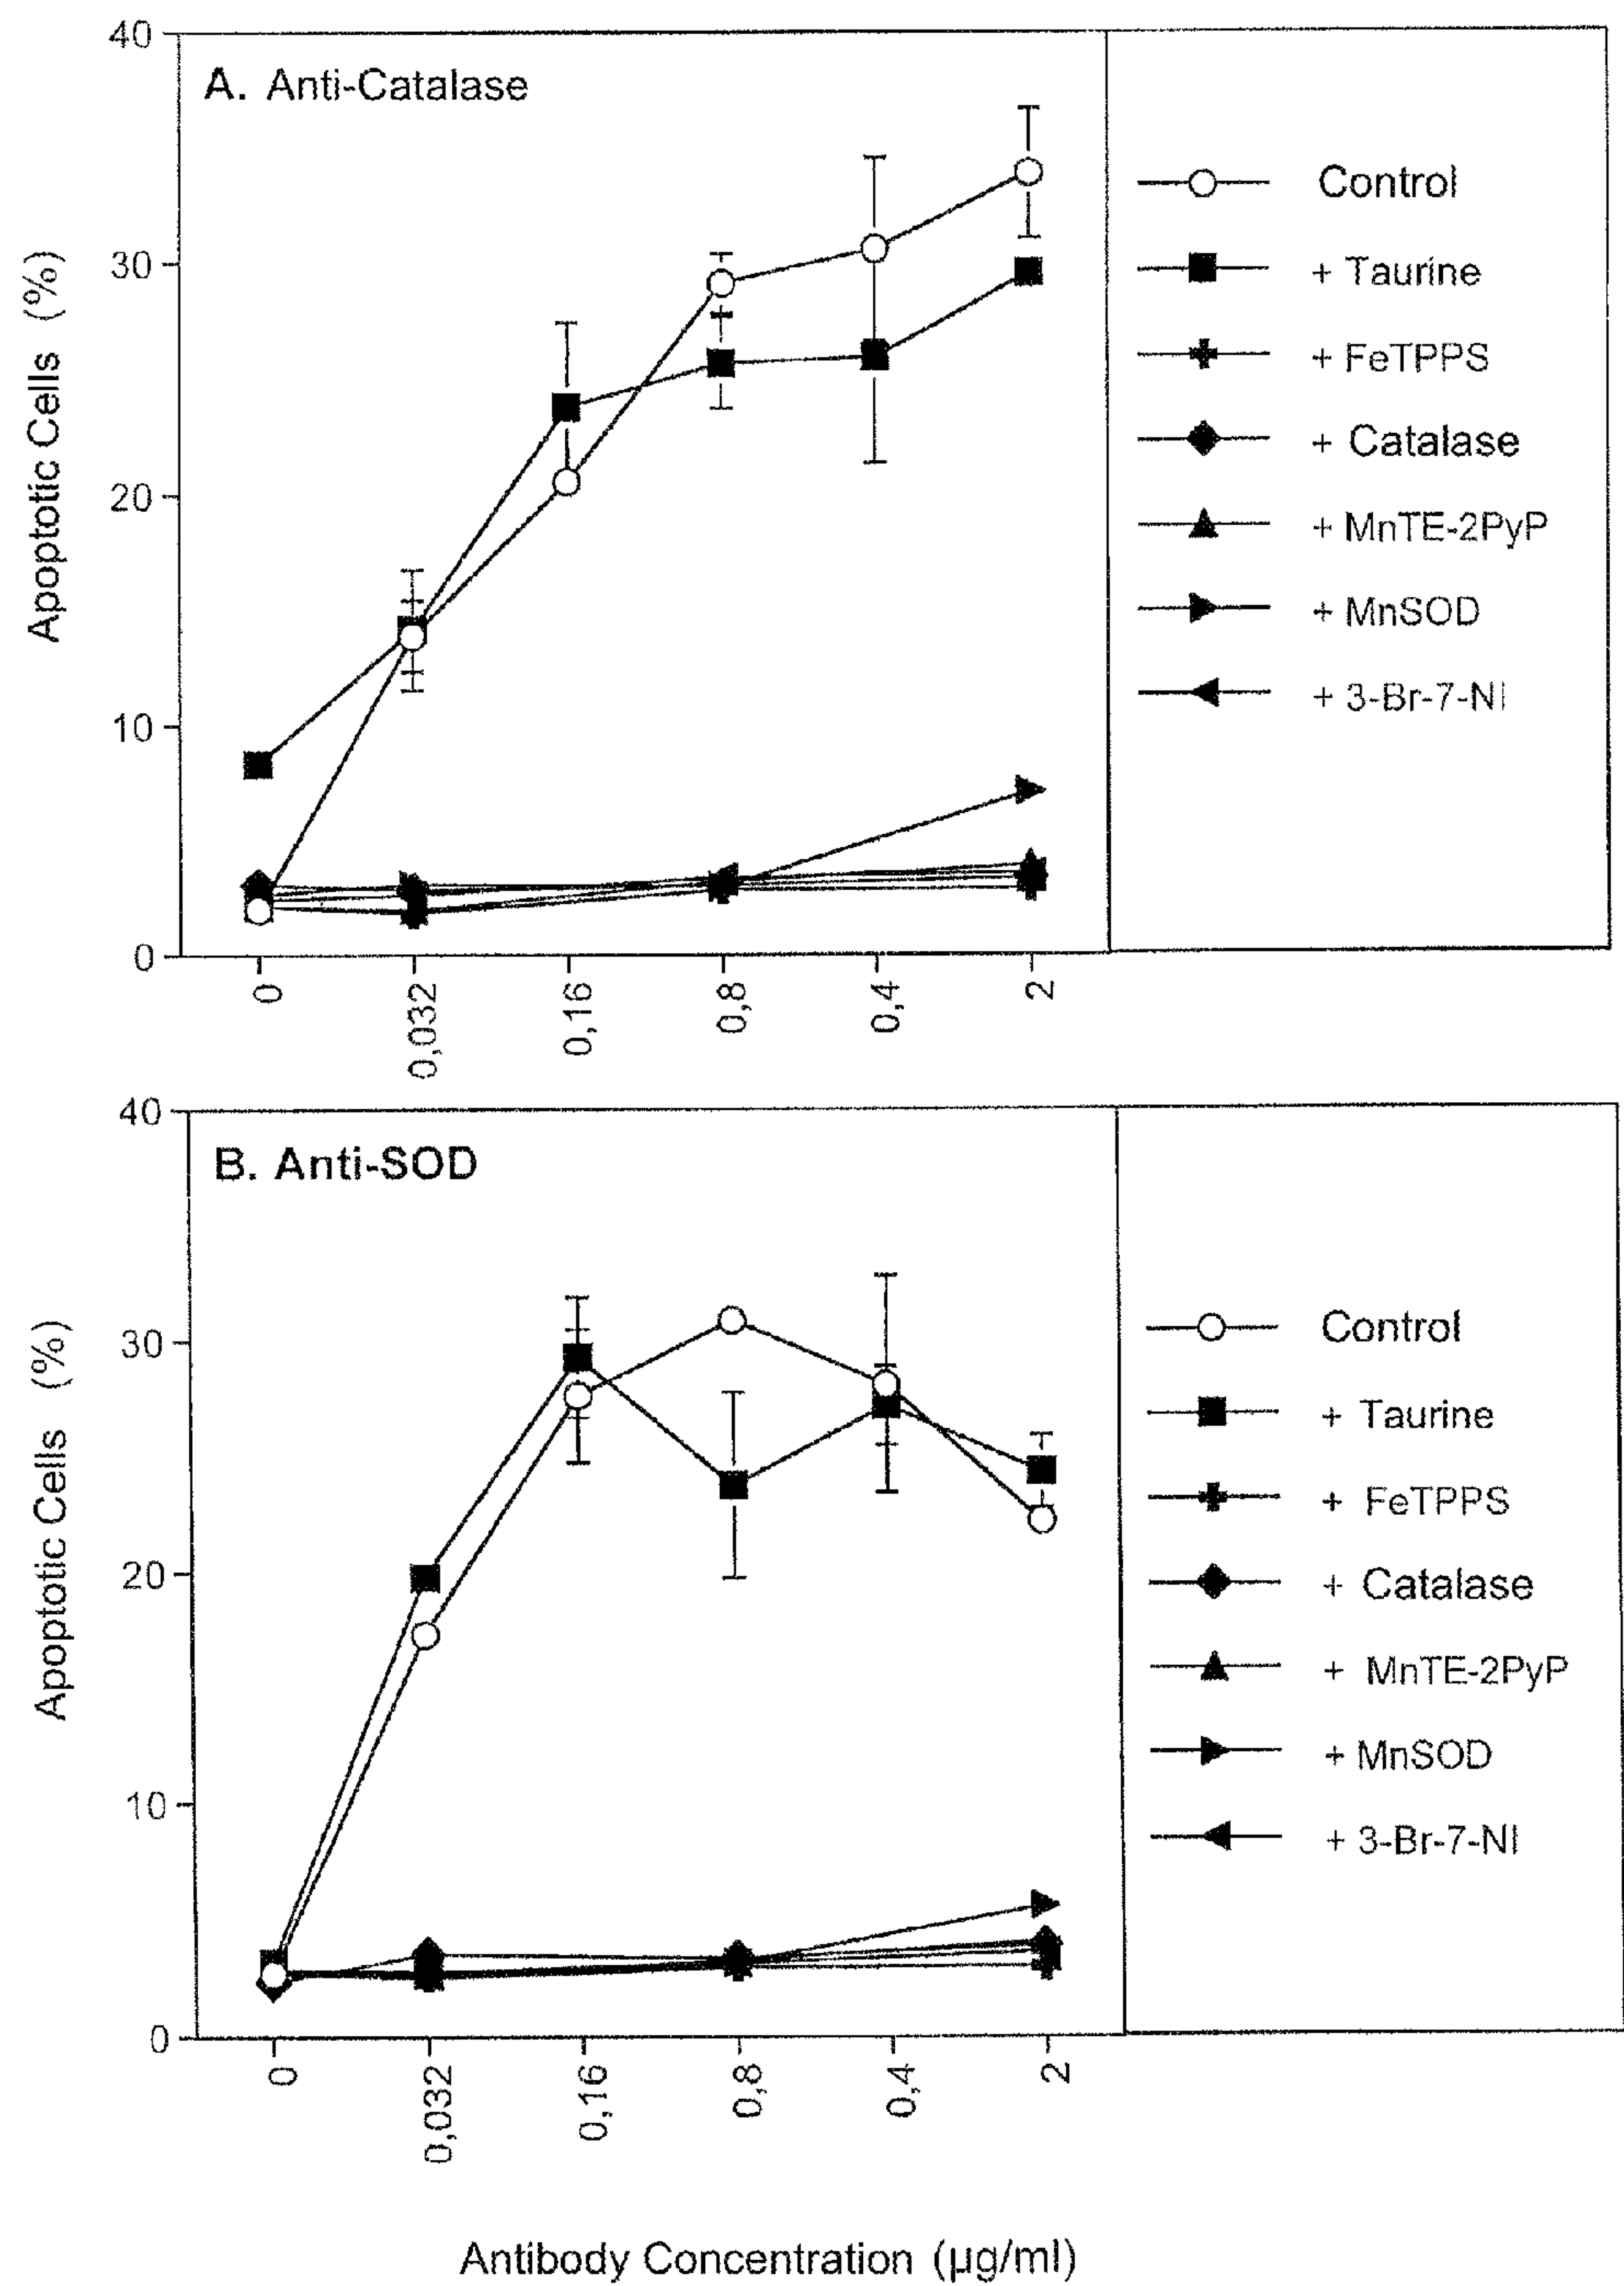 40
A. Anti-Catalase
30
20
10
0
Apoptotic Cells (%)
0
0,032
0,16
0,8
0,4
2
Control
+ Taurine
+ FeTPPS
+ Catalase
+ MnTE-2PyP
+ MnSOD
+ 3-Br-7-NI
40
B. Anti-SOD
30
20
10
0
Apoptotic Cells (%)
0
0,032
0,16
0,8
0,4
2
Control
+ Taurine
+ FeTPPS
+ Catalase
+ MnTE-2PyP
+ MnSOD
+ 3-Br-7-NI
Antibody Concentration (µg/ml)